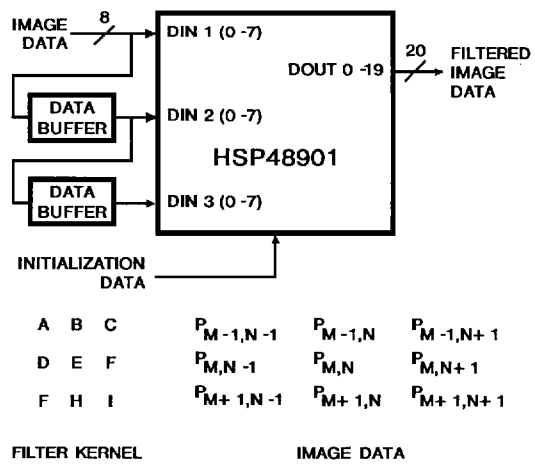 IMAGE DATA
8
DIN 1 (0 -7)
20
DOUT 0 -19
FILTERED IMAGE DATA
DATA BUFFER
DIN 2 (0 -7)
HSP48901
DATA BUFFER
DIN 3 (0 -7)
INITIALIZATION DATA
A B C P M -1,N -1 P M -1,N P M -1,N+ 1
D E F P M,N -1 P M,N P M,N+ 1
F H I P M+ 1,N -1 P M+ 1,N P M+ 1,N+ 1
FILTER KERNEL IMAGE DATA